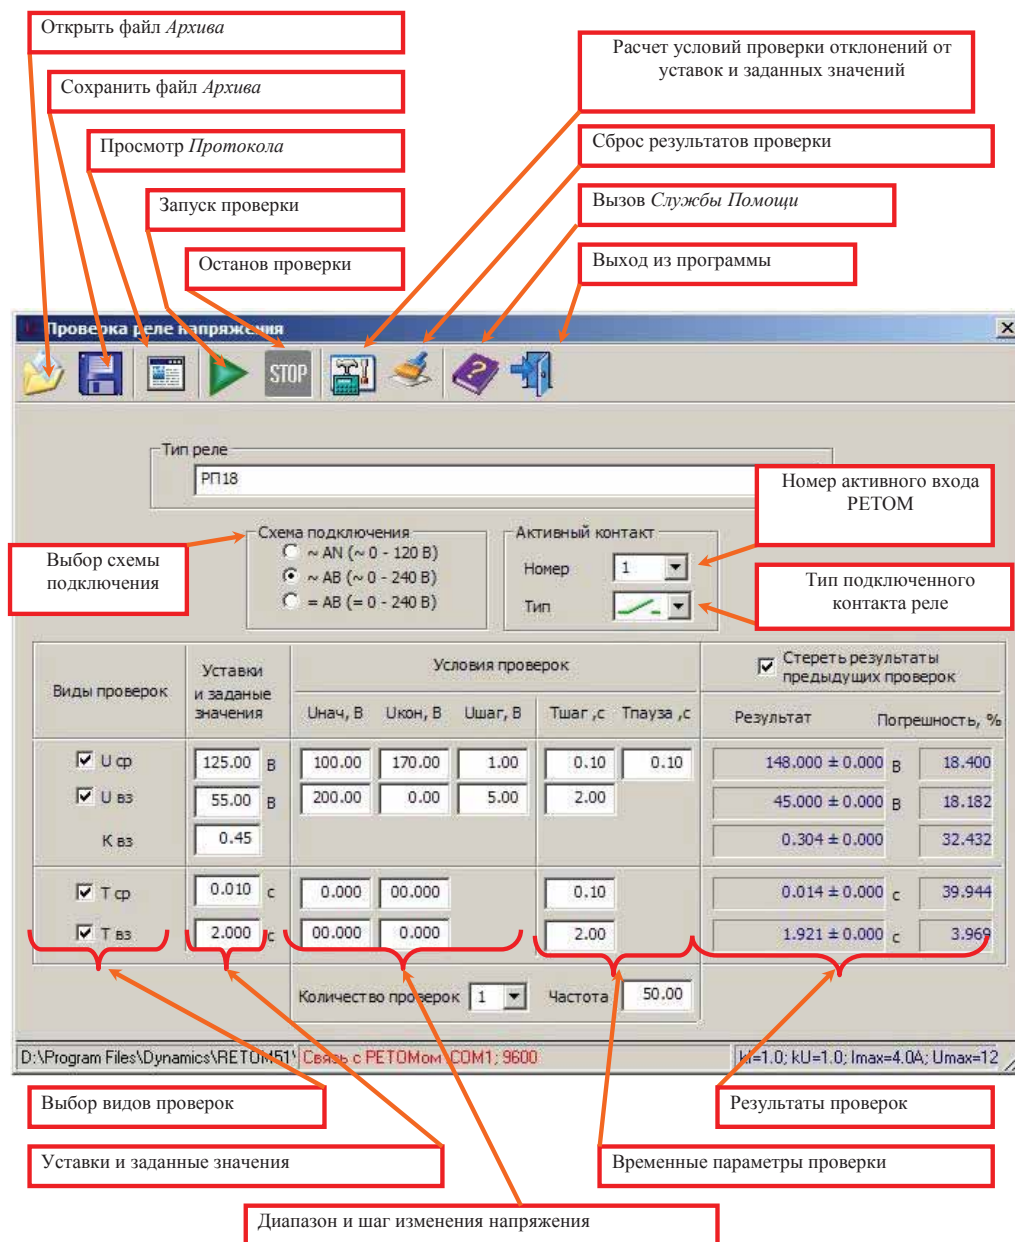 Открыть файл Архива
Сохранить файл Архива
Просмотр Протокола
Запуск проверки
Останов проверки
Расчет условий проверки отклонений от
уставок и заданных значений
Сброс результатов проверки
Вызов Службы Помощи
Выход из программы
Проверка реле напряжения
STOP
Тип реле
РП18
Номер активного входа
РЕТОМ
Выбор схемы
подключения
Схема подключения
~ AN (~ 0 - 120 В)
~ AB (~ 0 - 240 В)
= AB (= 0 - 240 В)
Активный контакт
Номер 1
Тип
Тип подключенного
контакта реле
Виды проверок
Уставки
и заданые
значения
Условия проверок
Uнач, В Uкон, В Uшаг, В Tшаг ,с Tпауза ,с
Стереть результаты
предыдущих проверок
Результат Погрешность, %
U ср 125.00 В 100.00 170.00 1.00 0.10 0.10 148.000 ± 0.000 В 18.400
U вз 55.00 В 200.00 0.00 5.00 2.00 45.000 ± 0.000 В 18.182
К вз 0.45 0.304 ± 0.000 32.432
Т ср 0.010 с 0.000 00.000 0.10 0.014 ± 0.000 с 39.944
Т вз 2.000 с 00.000 0.000 2.00 1.921 ± 0.000 с 3.969
Количество проверок 1 Частота 50.00
D:\Program Files\Dynamics\RETOM51\ Связь с РЕТОМом COM1; 9600 kI=1.0; kU=1.0; Imax=4.0A; Umax=12
Выбор видов проверок
Результаты проверок
Уставки и заданные значения
Временные параметры проверки
Диапазон и шаг изменения напряжения